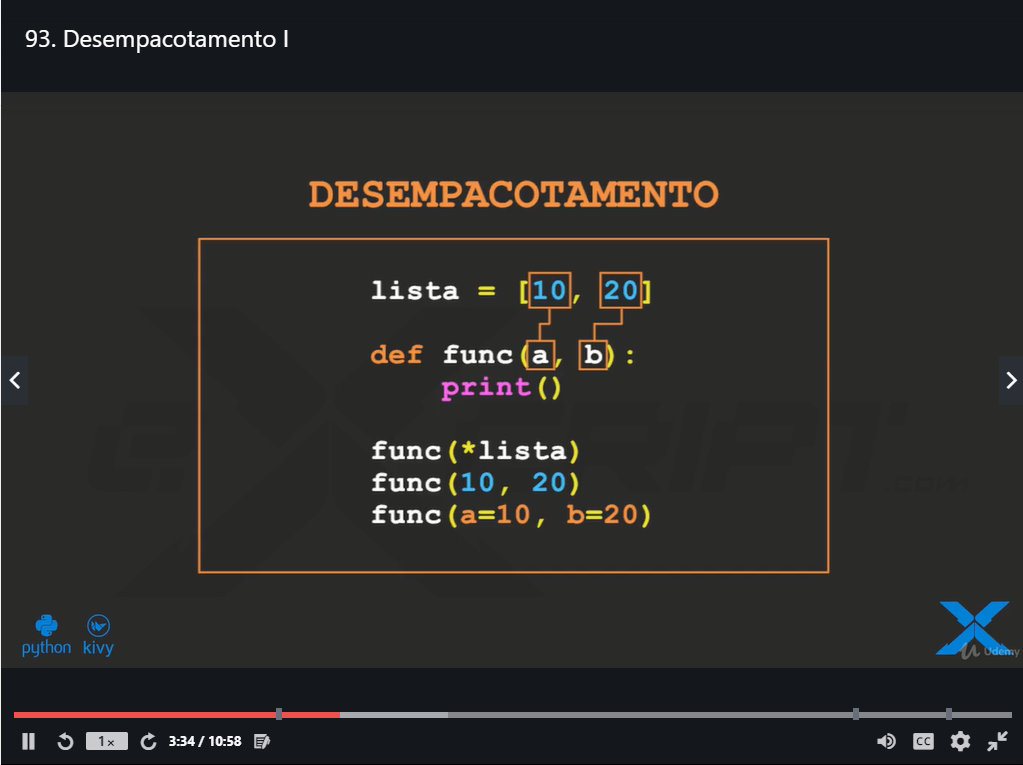 93. Desempacotamento I
DESEMPACOTAMENTO
lista = [10, 20]
def func(a, b):
print()
func(*lista)
func(10, 20)
func(a=10, b=20)
python kivy
Udemy
1x 3:34 / 10:58 CC